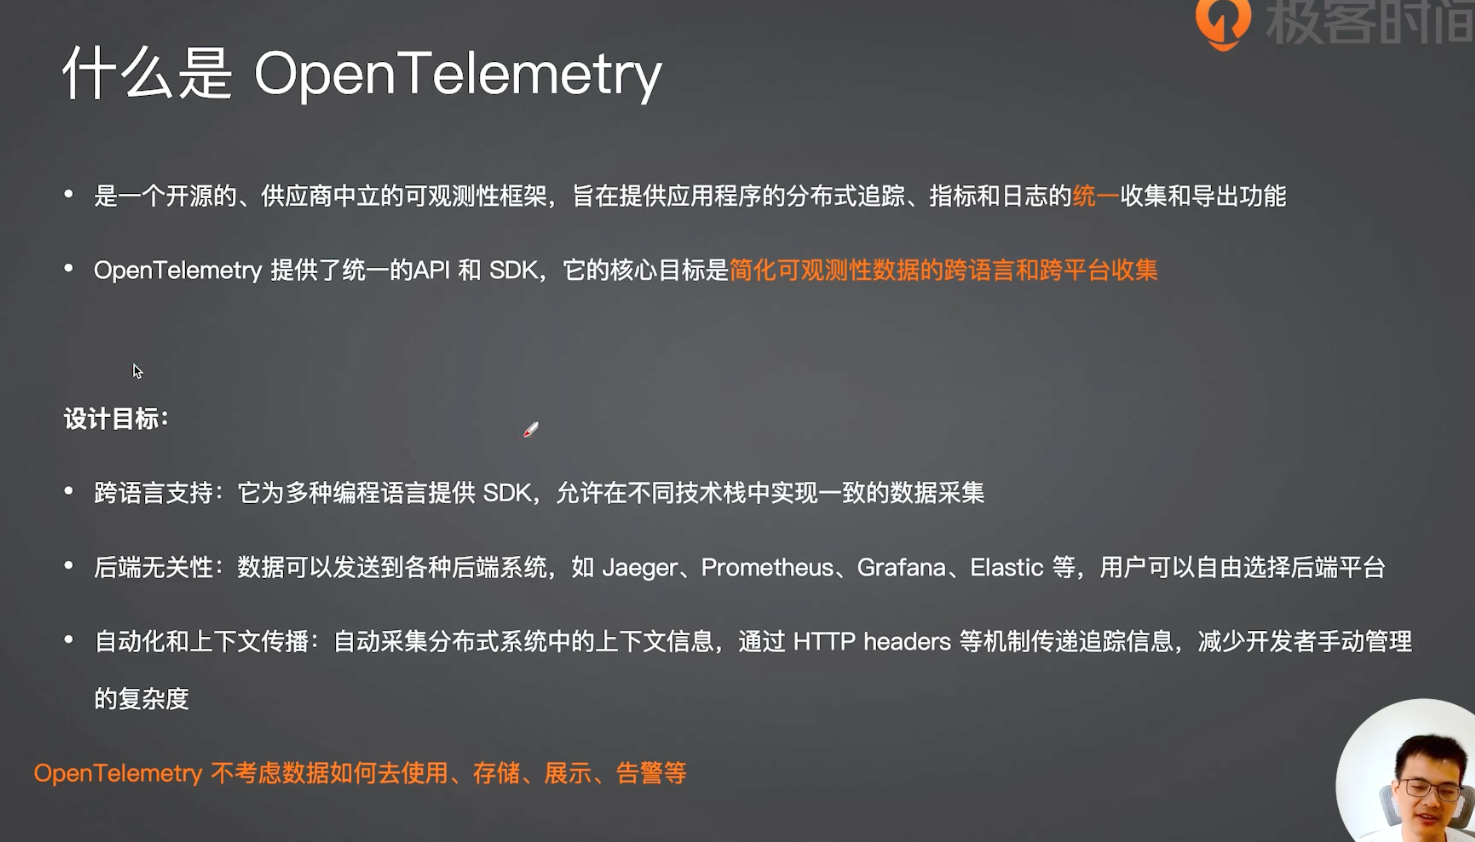 极客时间
什么是 OpenTelemetry
• 是一个开源的、供应商中立的可观测性框架，旨在提供应用程序的分布式追踪、指标和日志的统一收集和导出功能
• OpenTelemetry 提供了统一的API 和 SDK，它的核心目标是简化可观测性数据的跨语言和跨平台收集
设计目标：
• 跨语言支持：它为多种编程语言提供 SDK，允许在不同技术栈中实现一致的数据采集
• 后端无关性：数据可以发送到各种后端系统，如 Jaeger、Prometheus、Grafana、Elastic 等，用户可以自由选择后端平台
• 自动化和上下文传播：自动采集分布式系统中的上下文信息，通过 HTTP headers 等机制传递追踪信息，减少开发者手动管理
的复杂度
OpenTelemetry 不考虑数据如何去使用、存储、展示、告警等